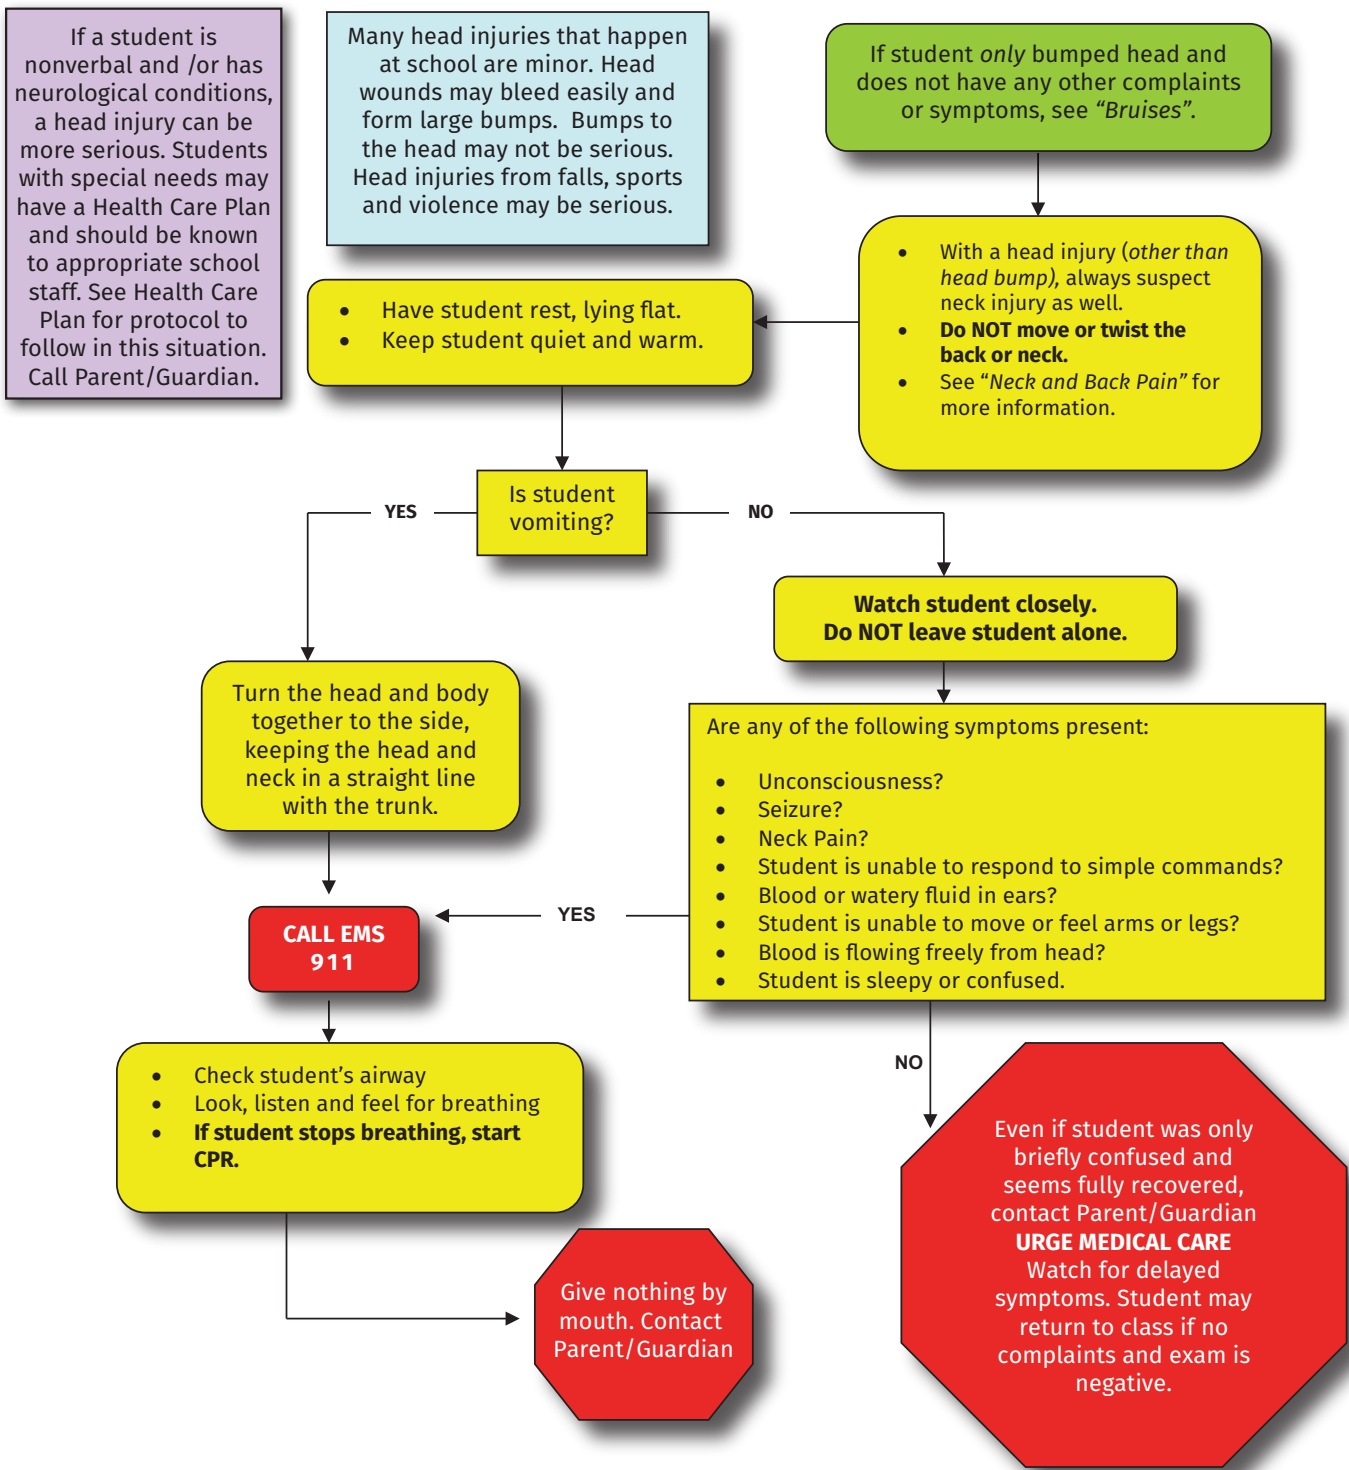 If a student is
nonverbal and /or has
neurological conditions,
a head injury can be
more serious. Students
with special needs may
have a Health Care Plan
and should be known
to appropriate school
staff. See Health Care
Plan for protocol to
follow in this situation.
Call Parent/Guardian.
Many head injuries that happen
at school are minor. Head
wounds may bleed easily and
form large bumps. Bumps to
the head may not be serious.
Head injuries from falls, sports
and violence may be serious.
If student only bumped head and
does not have any other complaints
or symptoms, see “Bruises”.
• With a head injury (other than
head bump), always suspect
neck injury as well.
• Do NOT move or twist the
back or neck.
• See “Neck and Back Pain” for
more information.
• Have student rest, lying flat.
• Keep student quiet and warm.
Is student
vomiting?
YES
NO
Watch student closely.
Do NOT leave student alone.
Turn the head and body
together to the side,
keeping the head and
neck in a straight line
with the trunk.
Are any of the following symptoms present:
• Unconsciousness?
• Seizure?
• Neck Pain?
• Student is unable to respond to simple commands?
• Blood or watery fluid in ears?
• Student is unable to move or feel arms or legs?
• Blood is flowing freely from head?
• Student is sleepy or confused.
YES
CALL EMS
911
NO
• Check student’s airway
• Look, listen and feel for breathing
• If student stops breathing, start
CPR.
Give nothing by
mouth. Contact
Parent/Guardian
Even if student was only
briefly confused and
seems fully recovered,
contact Parent/Guardian
URGE MEDICAL CARE
Watch for delayed
symptoms. Student may
return to class if no
complaints and exam is
negative.